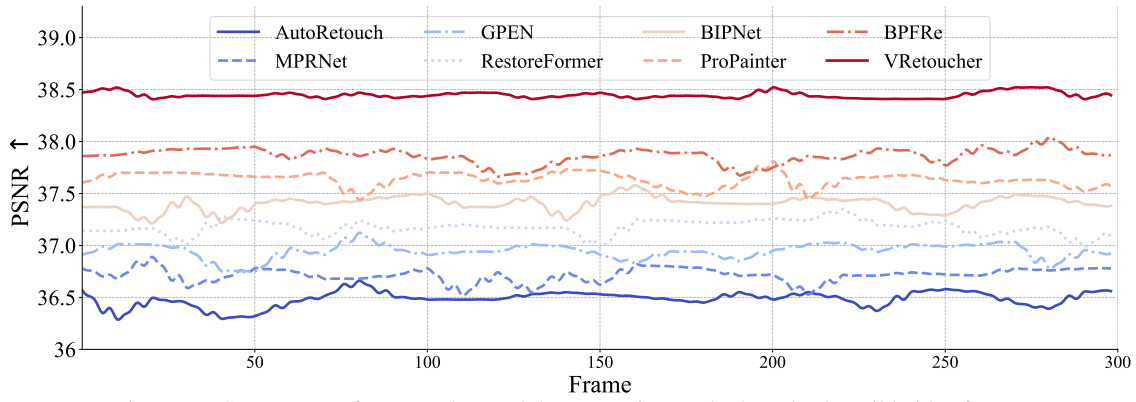 AutoRetouch GPEN BIPNet BPFRe
MPRNet RestoreFormer ProPainter VRetoucher
39.0
38.5
38.0
37.5
37.0
36.5
36
PSNR ↑
50 100 150 200 250 300
Frame